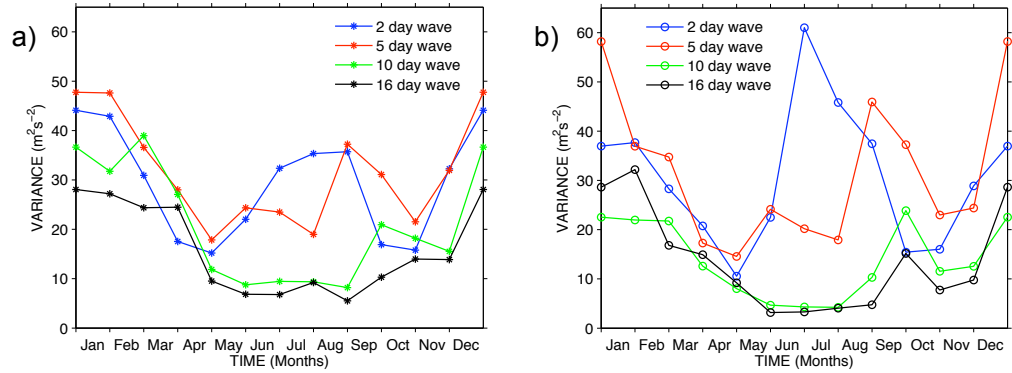 a)
60
50
40
30
20
10
0
VARIANCE (m²s⁻²)
2 day wave
5 day wave
10 day wave
16 day wave
Jan Feb Mar Apr May Jun Jul Aug Sep Oct Nov Dec
TIME (Months)
b)
60
50
40
30
20
10
0
VARIANCE (m²s⁻²)
2 day wave
5 day wave
10 day wave
16 day wave
Jan Feb Mar Apr May Jun Jul Aug Sep Oct Nov Dec
TIME (Months)